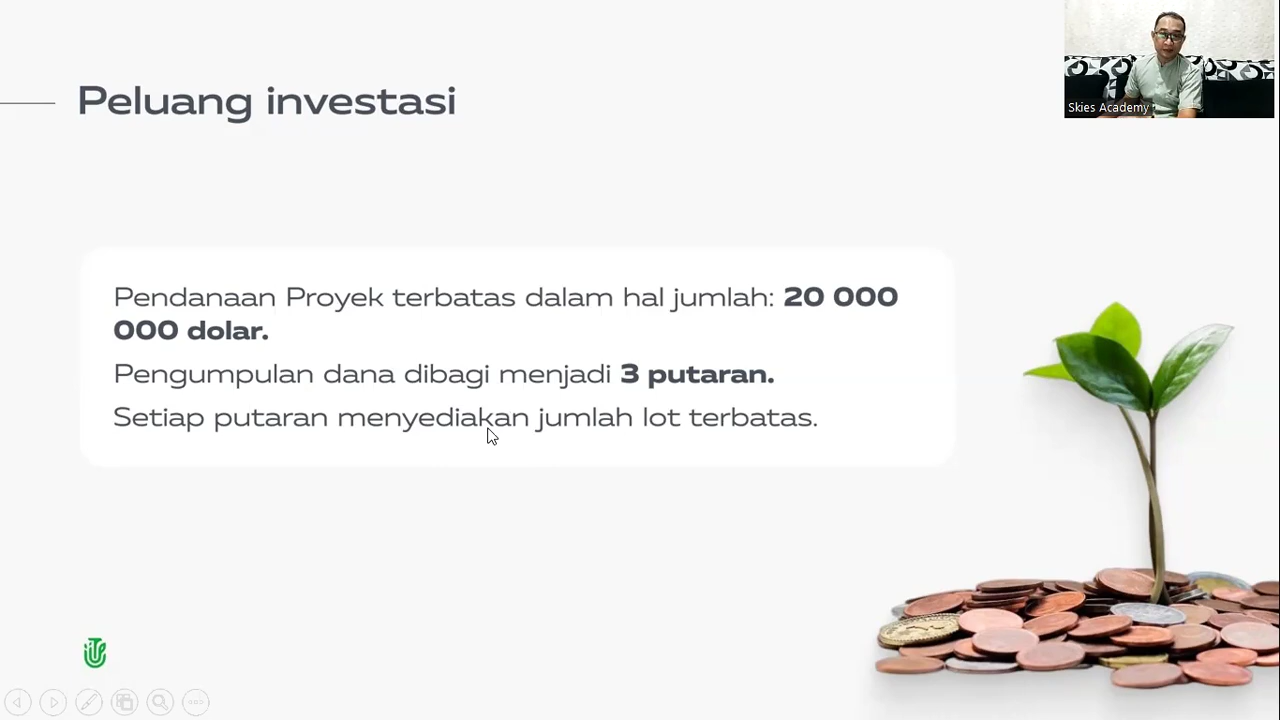 Peluang investasi
Skies Academy
Pendanaan Proyek terbatas dalam hal jumlah: 20 000
000 dolar.
Pengumpulan dana dibagi menjadi 3 putaran.
Setiap putaran menyediakan jumlah lot terbatas.